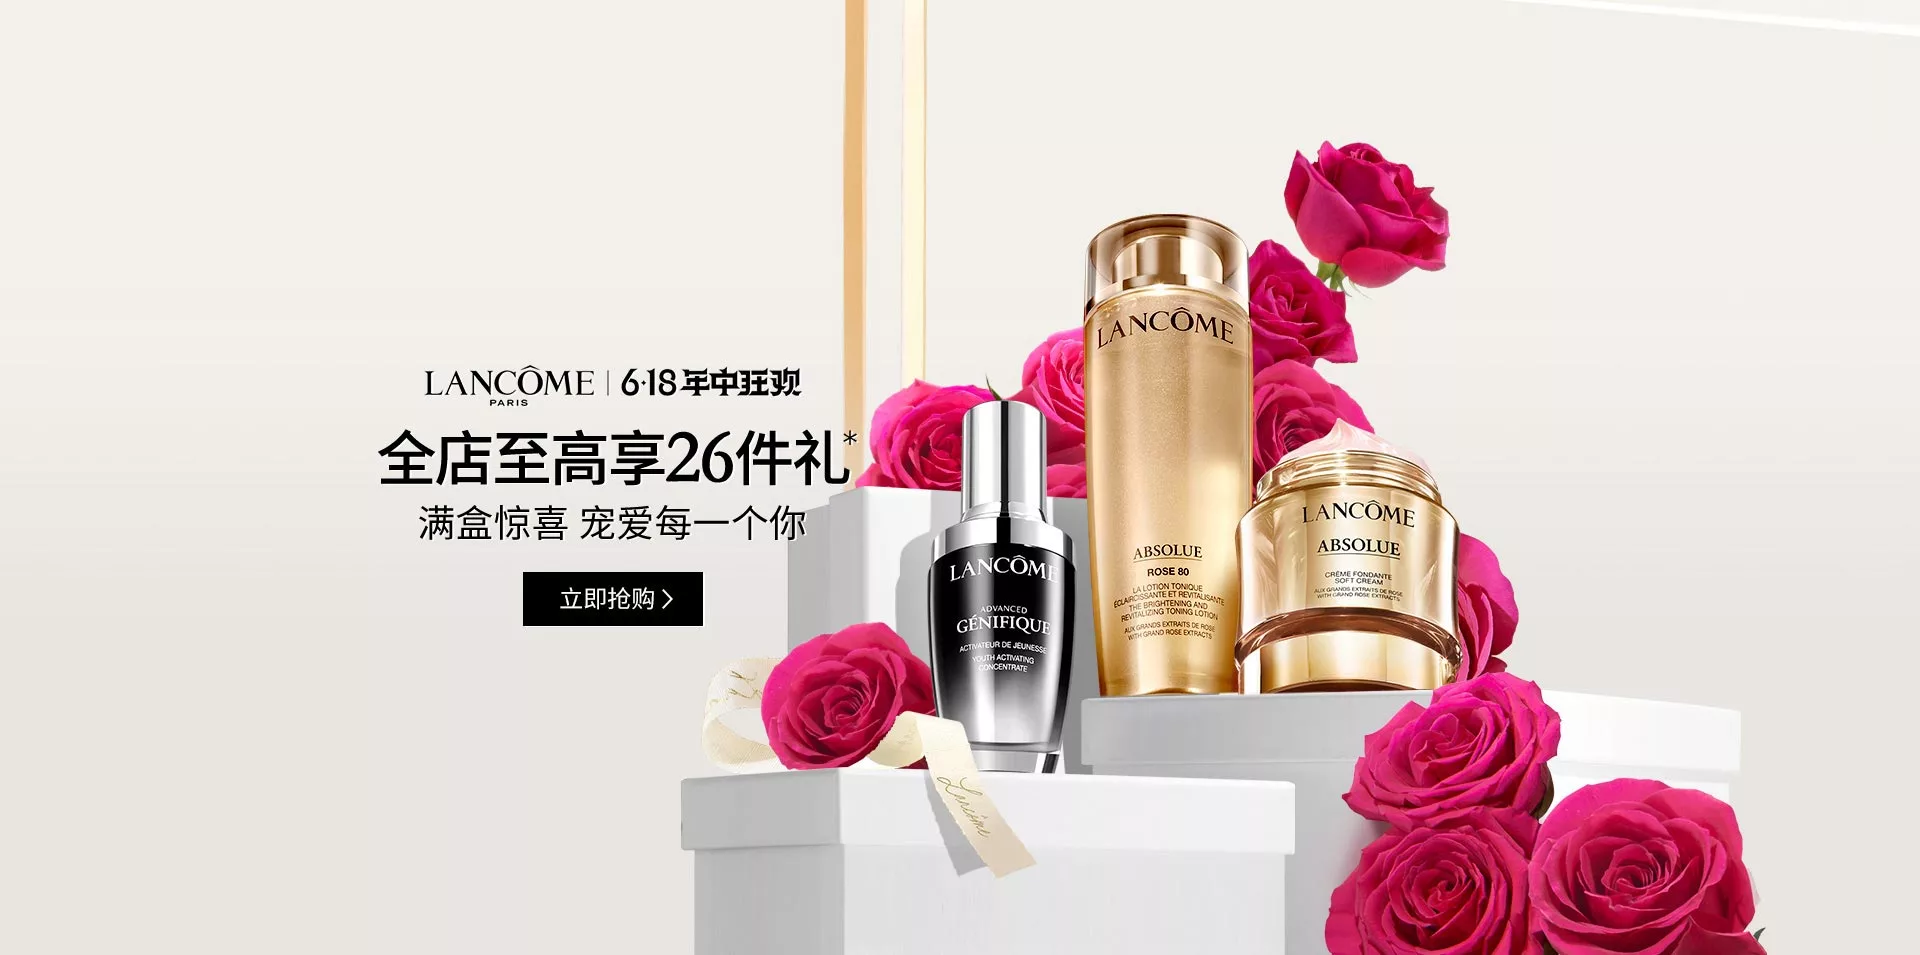 LANCÔME
PARIS
6·18 年中狂欢
全店至高享26件礼*
满盒惊喜 宠爱每一个你
立即抢购 >
LANCÔME
ADVANCED
GÉNIFIQUE
ACTIVATEUR DE JEUNESSE
YOUTH ACTIVATING
CONCENTRATE
LANCÔME
ABSOLUE
ROSE 80
LA LOTION TONIQUE
ÉCLAIRCISSANTE ET REVITALISANTE
THE BRIGHTENING AND
REVITALIZING TONING LOTION
AUX GRANDS EXTRAITS DE ROSE
WITH GRAND ROSE EXTRACTS
LANCÔME
ABSOLUE
CRÈME FONDANTE
SOFT CREAM
AUX GRANDS EXTRAITS DE ROSE
WITH GRAND ROSE EXTRACTS
Lancôme